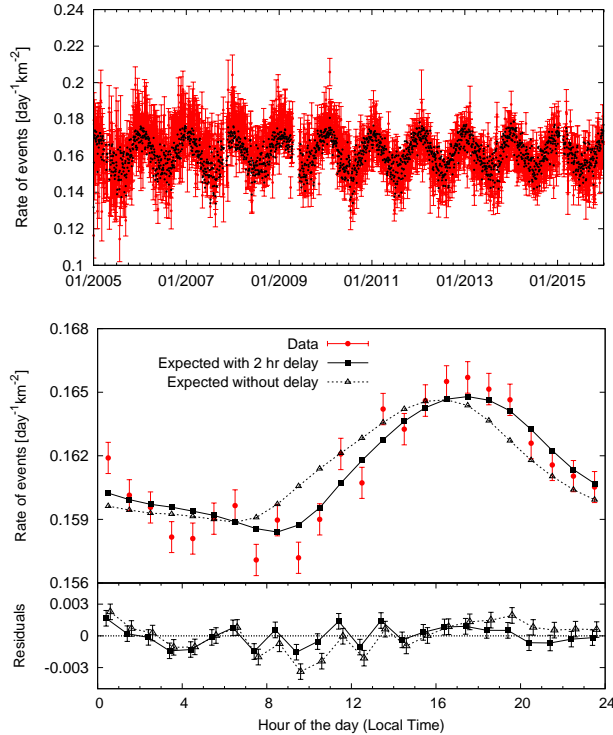 0.24
0.22
0.2
0.18
0.16
0.14
0.12
0.1
Rate of events [day-1km-2]
01/2005 01/2007 01/2009 01/2011 01/2013 01/2015
0.168
0.165
0.162
0.159
0.156
Rate of events [day-1km-2]
Data
Expected with 2 hr delay
Expected without delay
0.003
0
-0.003
Residuals
0 4 8 12 16 20 24
Hour of the day (Local Time)